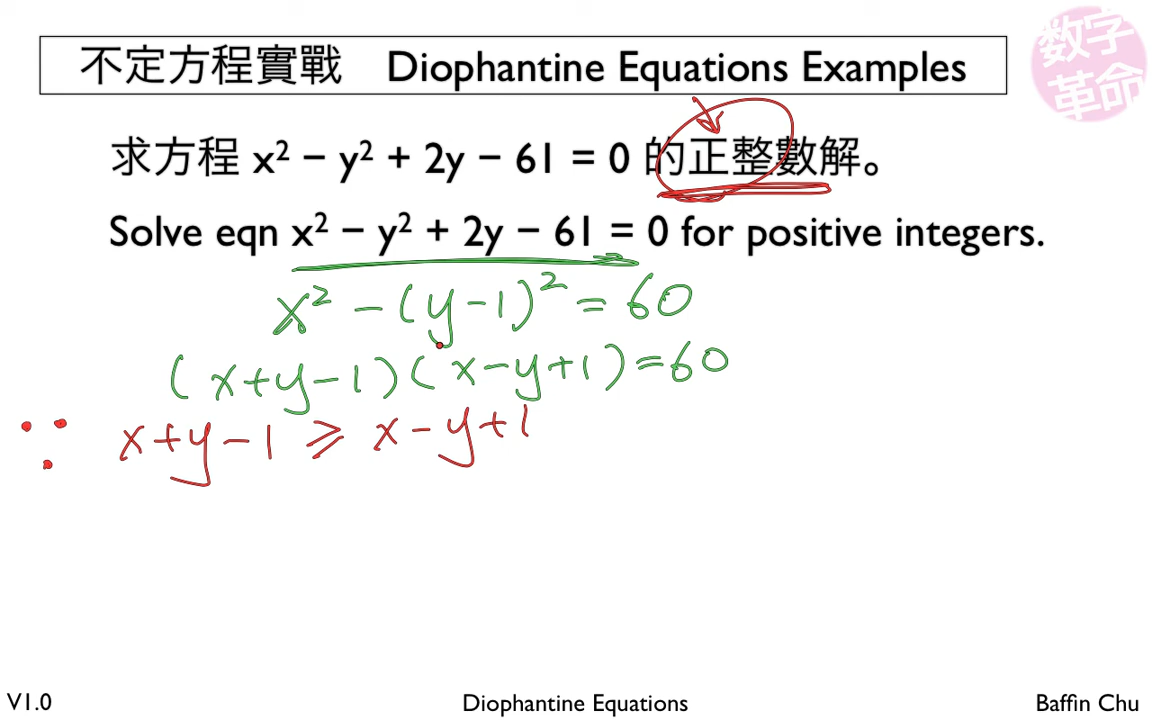 不定方程實戰 Diophantine Equations Examples
数字
革命
求方程 x² − y² + 2y − 61 = 0 的正整數解。
Solve eqn x² − y² + 2y − 61 = 0 for positive integers.
x² − (y−1)² = 60
(x+y−1)(x−y+1)=60
∵ x+y−1 ⩾ x−y+1
V1.0 Diophantine Equations Baffin Chu